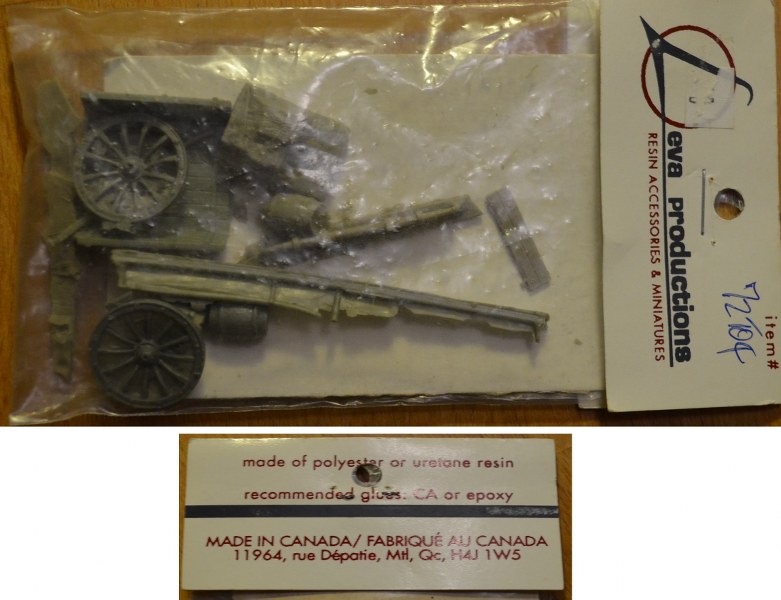 Leva productions
RESIN ACCESSORIES & MINIATURES
item#
72104
made of polyester or uretane resin
recommended glues: CA or epoxy
MADE IN CANADA/ FABRIQUÉ AU CANADA
11964, rue Dépatie, Mtl, Qc, H4J 1W5